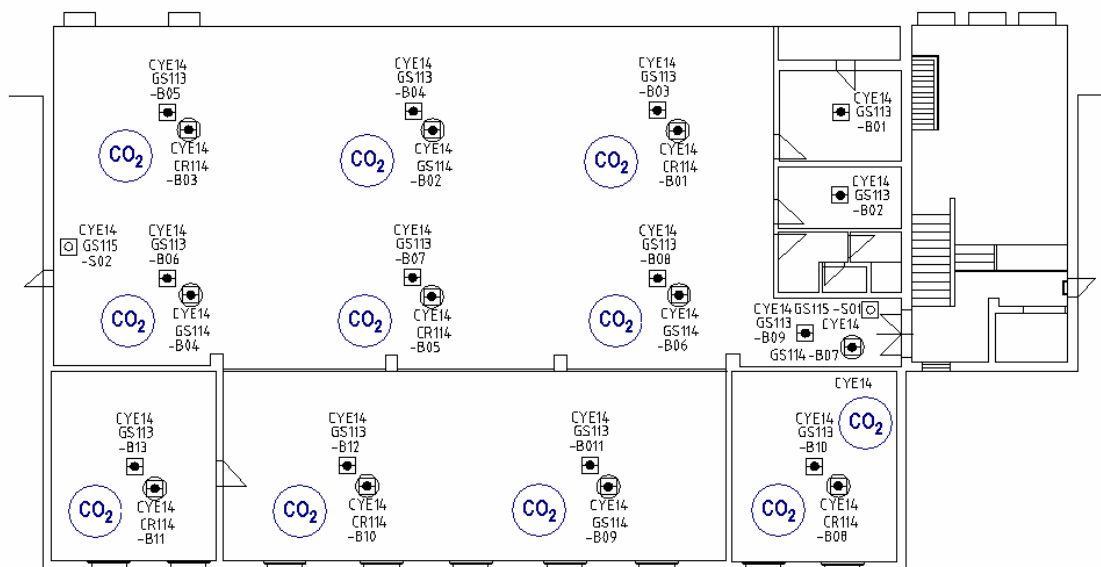 CYE14
GS113
-B05
CYE14
CR114
-B03
CO2
CYE14
GS113
-B04
CYE14
GS114
-B02
CO2
CYE14
GS113
-B03
CYE14
CR114
-B01
CO2
CYE14
GS113
-B01
CYE14
GS113
-B02
CYE14
GS115
-S02
CYE14
GS113
-B06
CYE14
GS114
-B04
CO2
CYE14
GS113
-B07
CYE14
CR114
-B05
CO2
CYE14
GS113
-B08
CYE14
GS114
-B06
CO2
CYE14 GS115 -S01
GS113
-B09
CYE14
GS114-B07
CYE14
CO2
CYE14
GS113
-B13
CYE14
CR114
-B11
CO2
CYE14
GS113
-B12
CYE14
CR114
-B10
CO2
CYE14
GS113
-B011
CYE14
GS114
-B09
CO2
CYE14
GS113
-B10
CYE14
CR114
-B08
CO2